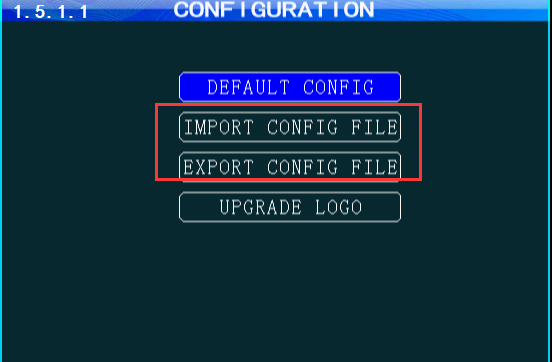 1.5.1.1 CONFIGURATION
DEFAULT CONFIG
IMPORT CONFIG FILE
EXPORT CONFIG FILE
UPGRADE LOGO